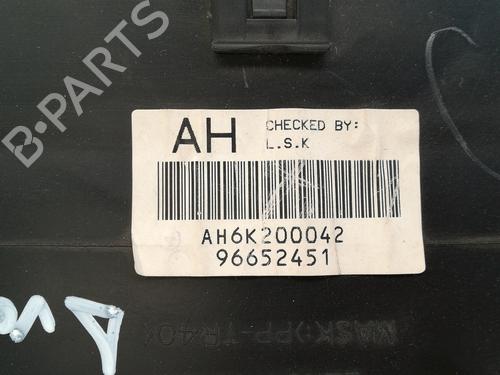 B-PARTS
AH
CHECKED BY:
L.S.K
AH6K200042
96652451